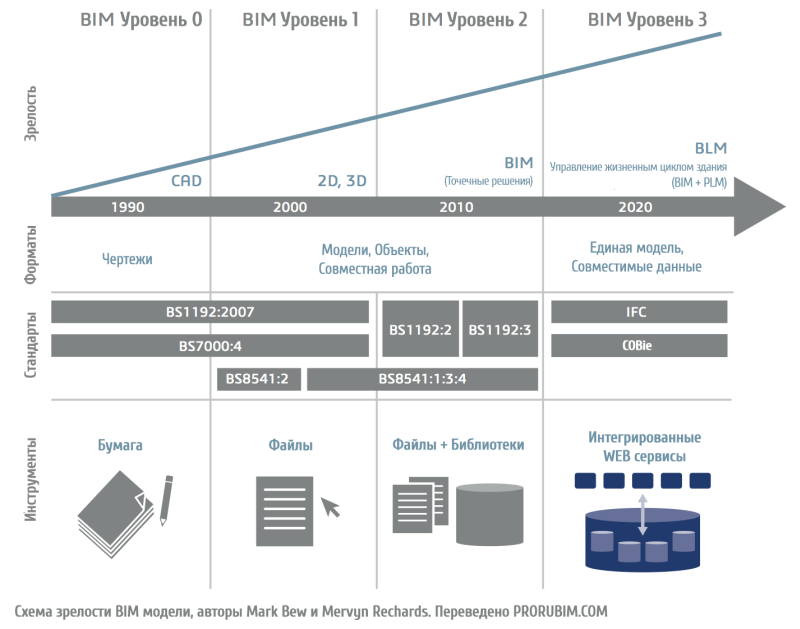 BIM Уровень 0
BIM Уровень 1
BIM Уровень 2
BIM Уровень 3
Зрелость
CAD
2D, 3D
BIM
(Точечные решения)
BLM
Управление жизненным циклом здания
(BIM + PLM)
1990
2000
2010
2020
Форматы
Чертежи
Модели, Объекты,
Совместная работа
Единая модель,
Совместимые данные
Стандарты
BS1192:2007
BS7000:4
BS8541:2
BS8541:1:3:4
BS1192:2
BS1192:3
IFC
COBie
Инструменты
Бумага
Файлы
Файлы + Библиотеки
Интегрированные
WEB сервисы
Схема зрелости BIM модели, авторы Mark Bew и Mervyn Rechards. Переведено PRORUBIM.COM